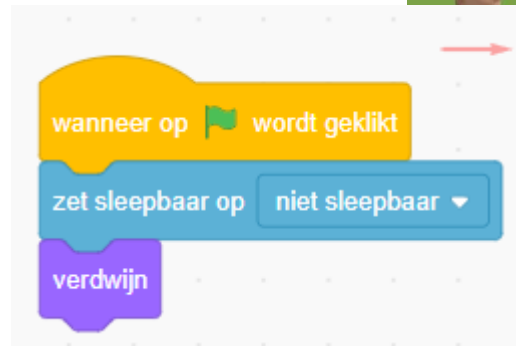 wanneer op wordt geklikt
zet sleepbaar op niet sleepbaar
verdwijn